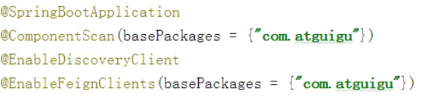 @SpringBootApplication
@ComponentScan(basePackages = {"com.atguigu"})
@EnableDiscoveryClient
@EnableFeignClients(basePackages = {"com.atguigu"})